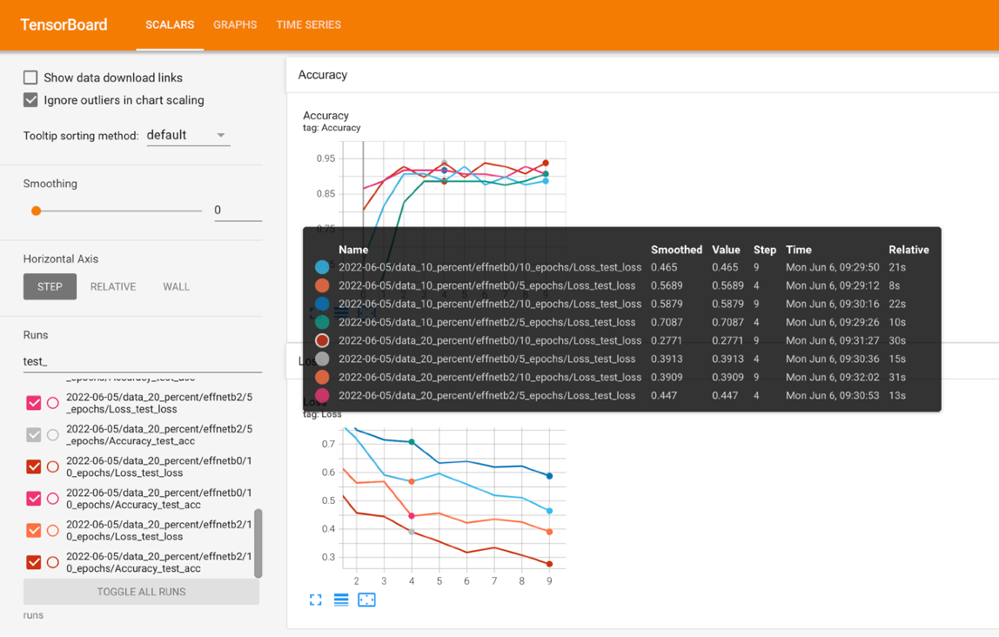 TensorBoard SCALARS GRAPHS TIME SERIES
Show data download links
Ignore outliers in chart scaling
Tooltip sorting method: default
Smoothing
0
Horizontal Axis
STEP RELATIVE WALL
Runs
test_
_epochs/Accuracy_test_acc
2022-06-05/data_20_percent/effnetb2/5
_epochs/Loss_test_loss
2022-06-05/data_20_percent/effnetb2/5
_epochs/Accuracy_test_acc
2022-06-05/data_20_percent/effnetb0/1
0_epochs/Loss_test_loss
2022-06-05/data_20_percent/effnetb0/1
0_epochs/Accuracy_test_acc
2022-06-05/data_20_percent/effnetb2/1
0_epochs/Loss_test_loss
2022-06-05/data_20_percent/effnetb2/1
0_epochs/Accuracy_test_acc
TOGGLE ALL RUNS
runs
Accuracy
Accuracy
tag: Accuracy
0.95
0.85
0.75
Name Smoothed Value Step Time Relative
2022-06-05/data_10_percent/effnetb0/10_epochs/Loss_test_loss 0.465 0.465 9 Mon Jun 6, 09:29:50 21s
2022-06-05/data_10_percent/effnetb0/5_epochs/Loss_test_loss 0.5689 0.5689 4 Mon Jun 6, 09:29:12 8s
2022-06-05/data_10_percent/effnetb2/10_epochs/Loss_test_loss 0.5879 0.5879 9 Mon Jun 6, 09:30:16 22s
2022-06-05/data_10_percent/effnetb2/5_epochs/Loss_test_loss 0.7087 0.7087 4 Mon Jun 6, 09:29:26 10s
2022-06-05/data_20_percent/effnetb0/10_epochs/Loss_test_loss 0.2771 0.2771 9 Mon Jun 6, 09:31:27 30s
2022-06-05/data_20_percent/effnetb0/5_epochs/Loss_test_loss 0.3913 0.3913 4 Mon Jun 6, 09:30:36 15s
2022-06-05/data_20_percent/effnetb2/10_epochs/Loss_test_loss 0.3909 0.3909 9 Mon Jun 6, 09:32:02 31s
2022-06-05/data_20_percent/effnetb2/5_epochs/Loss_test_loss 0.447 0.447 4 Mon Jun 6, 09:30:53 13s
Loss
tag: Loss
0.7
0.6
0.5
0.4
0.3
2 3 4 5 6 7 8 9